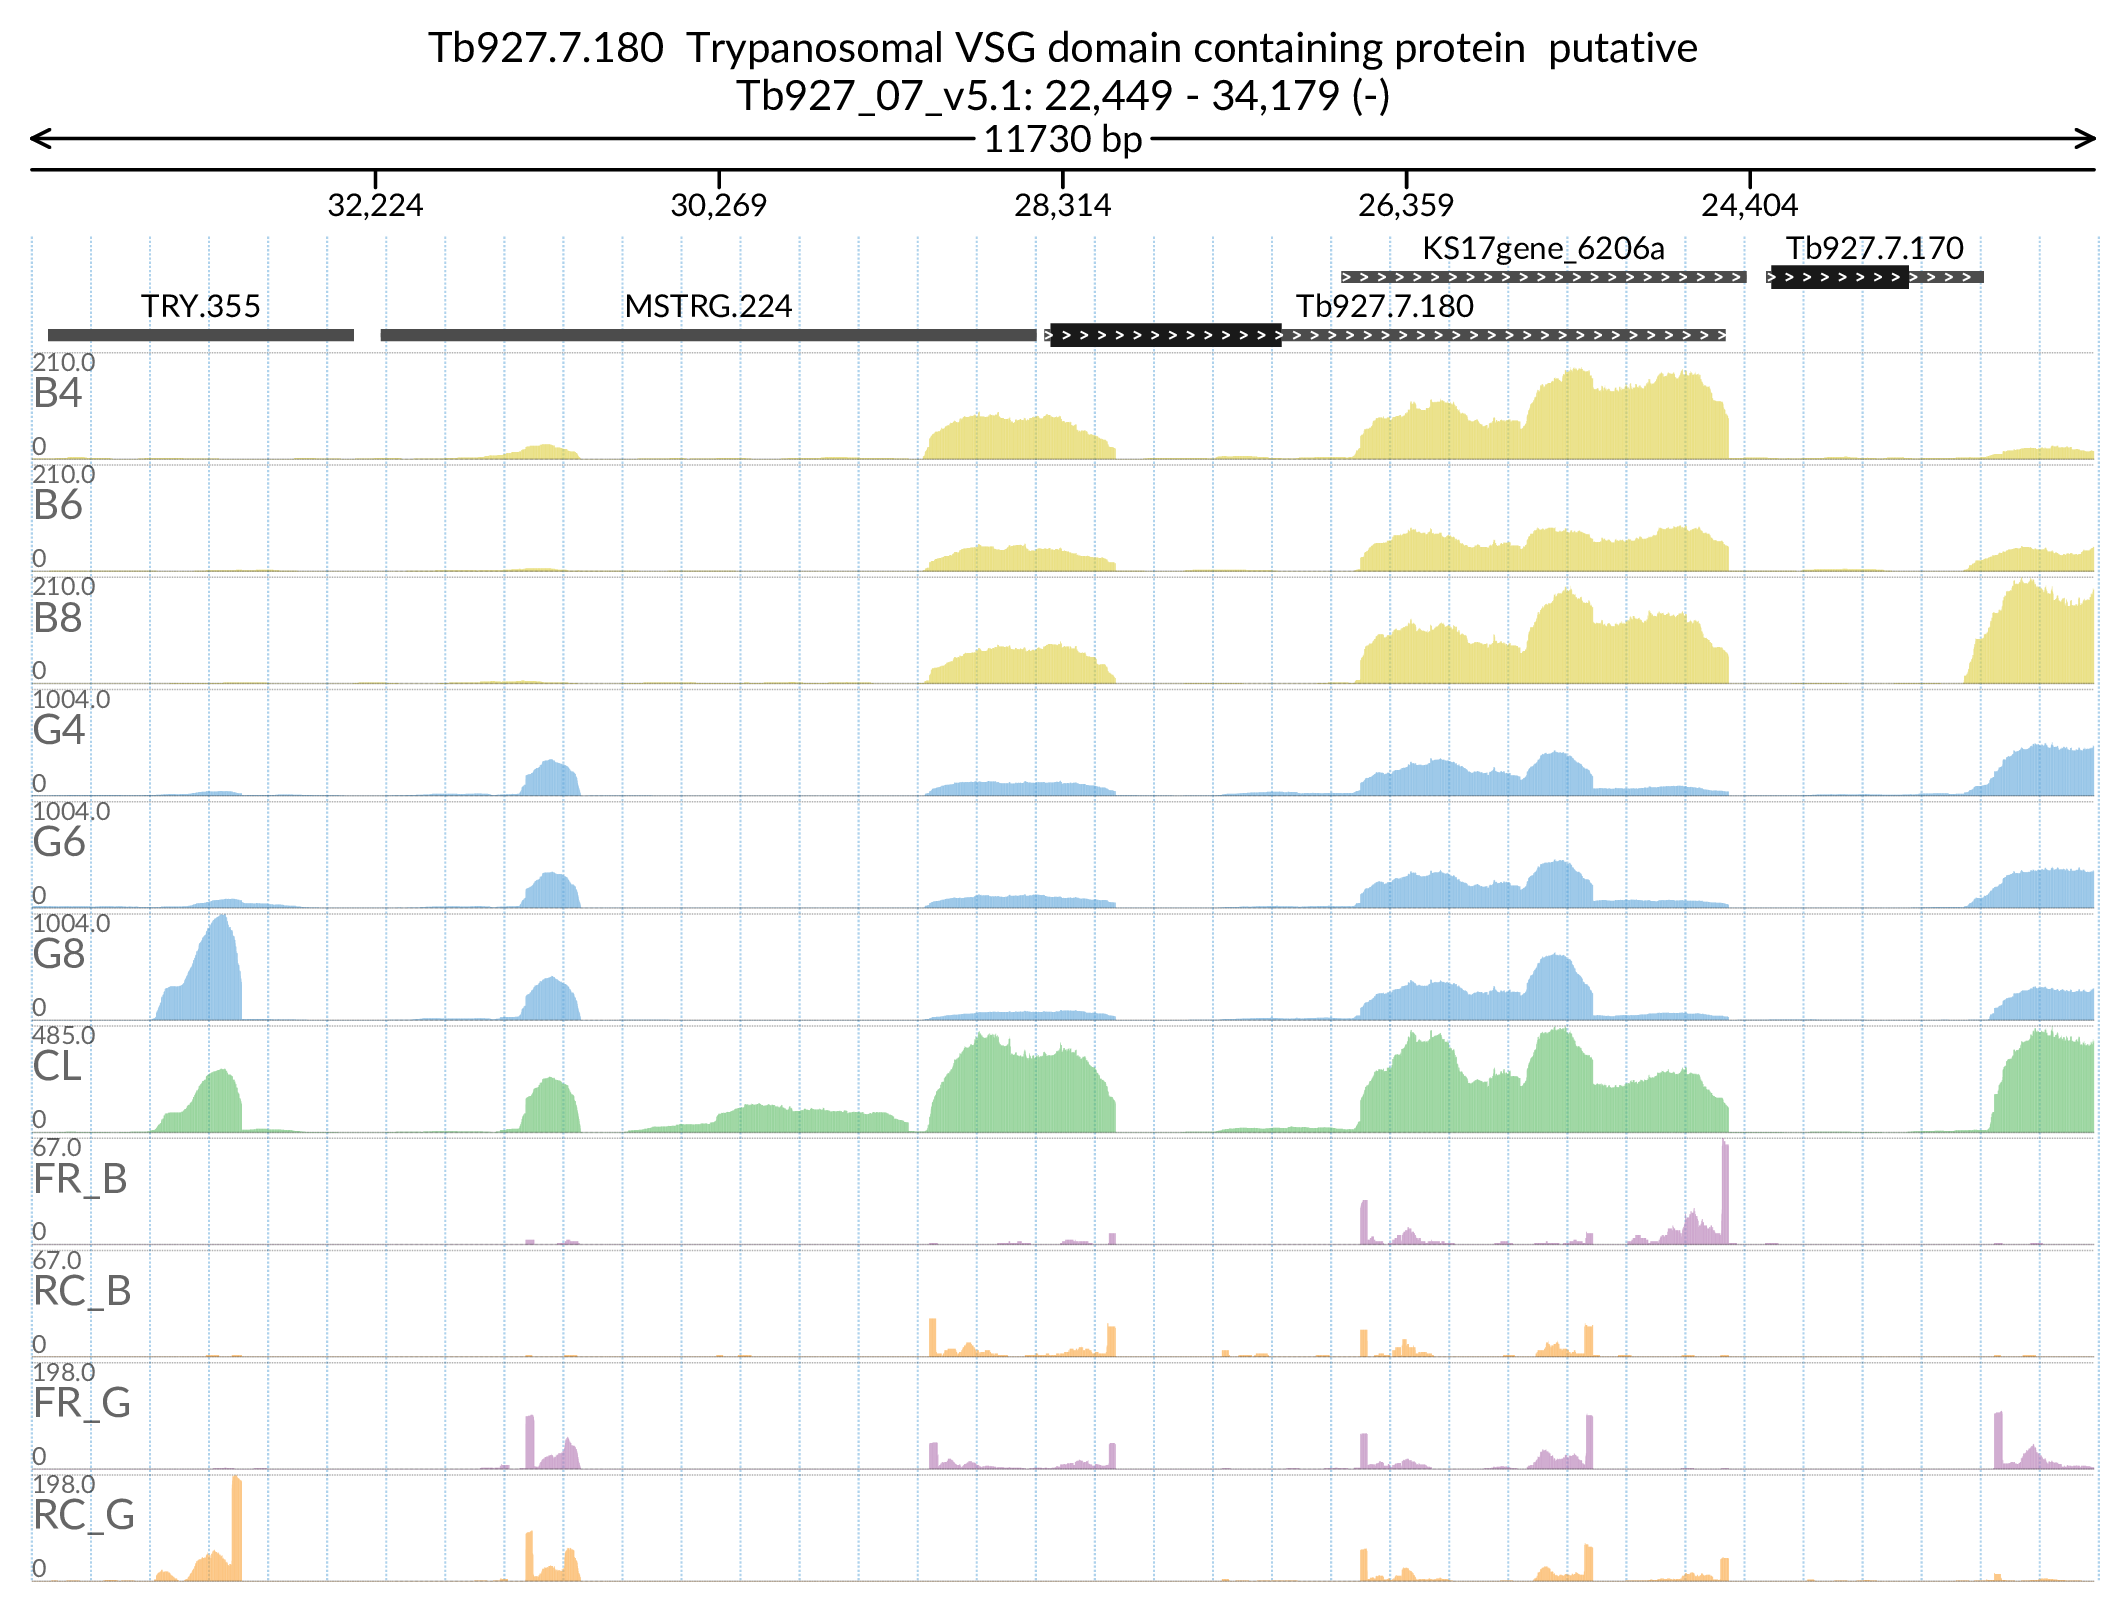 Tb927.7.180  Trypanosomal VSG domain containing protein  putative
Tb927_07_v5.1: 22,449 - 34,179 (-)
11730 bp
32,224 30,269 28,314 26,359 24,404
KS17gene_6206a Tb927.7.170
TRY.355 MSTRG.224 Tb927.7.180
210.0
B4
0
210.0
B6
0
210.0
B8
0
1004.0
G4
0
1004.0
G6
0
1004.0
G8
0
485.0
CL
0
67.0
FR_B
0
67.0
RC_B
0
198.0
FR_G
0
198.0
RC_G
0